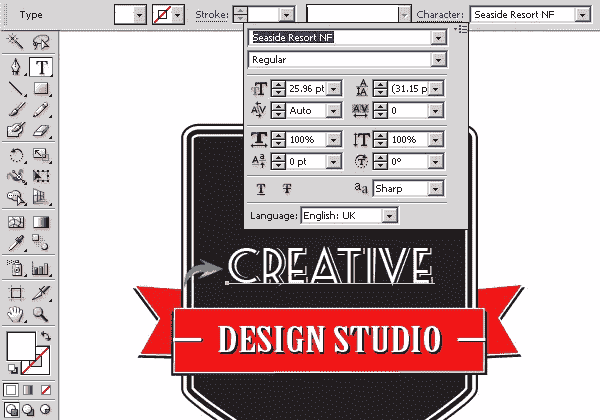 Type Stroke: Character: Seaside Resort NF
Seaside Resort NF
Regular
25.96 pt (31.15 p
Auto 0
100% 100%
0 pt 0°
T T aa Sharp
Language: English: UK
CREATIVE
DESIGN STUDIO